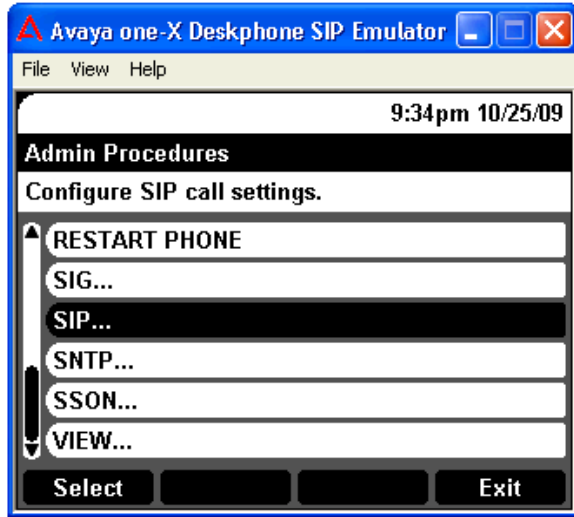 Avaya one-X Deskphone SIP Emulator
File View Help
9:34pm 10/25/09
Admin Procedures
Configure SIP call settings.
RESTART PHONE
SIG...
SIP...
SNTP...
SSON...
VIEW...
Select Exit